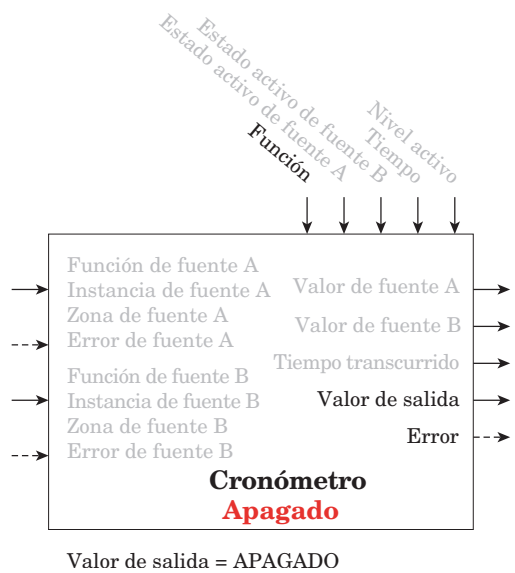 Función
Estado activo de fuente A
Estado activo de fuente B
Tiempo
Nivel activo
Función de fuente A
Instancia de fuente A
Zona de fuente A
Error de fuente A
Función de fuente B
Instancia de fuente B
Zona de fuente B
Error de fuente B
Valor de fuente A
Valor de fuente B
Tiempo transcurrido
Valor de salida
Error
Cronómetro
Apagado
Valor de salida = APAGADO